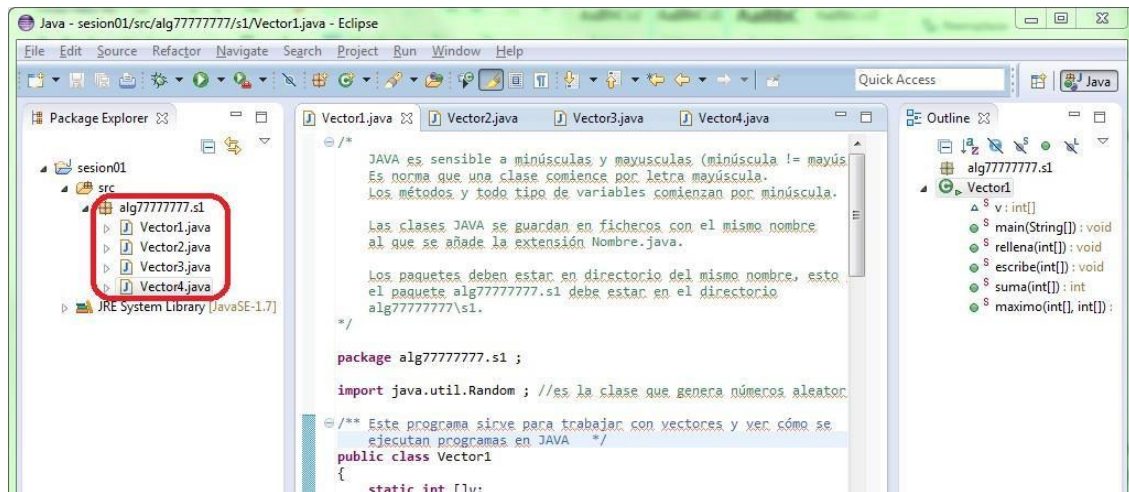 Java - sesion01/src/alg77777777/s1/Vector1.java - Eclipse
File Edit Source Refactor Navigate Search Project Run Window Help
Quick Access
Java
Package Explorer
sesion01
src
alg77777777.s1
Vector1.java
Vector2.java
Vector3.java
Vector4.java
JRE System Library [JavaSE-1.7]
Vector1.java Vector2.java Vector3.java Vector4.java
/*
JAVA es sensible a minúsculas y mayusculas (minúscula != mayús
Es norma que una clase comience por letra mayúscula.
Los métodos y todo tipo de variables comienzan por minúscula.
Las clases JAVA se guardan en ficheros con el mismo nombre
al que se añade la extensión Nombre.java.
Los paquetes deben estar en directorio del mismo nombre, esto
el paquete alg77777777.s1 debe estar en el directorio
alg77777777\s1.
*/
package alg77777777.s1 ;
import java.util.Random ; //es la clase que genera números aleator
/** Este programa sirve para trabajar con vectores y ver cómo se
ejecutan programas en JAVA */
public class Vector1
{
static int []v;
Outline
alg77777777.s1
Vector1
v : int[]
main(String[]) : void
rellena(int[]) : void
escribe(int[]) : void
suma(int[]) : int
maximo(int[], int[]) :